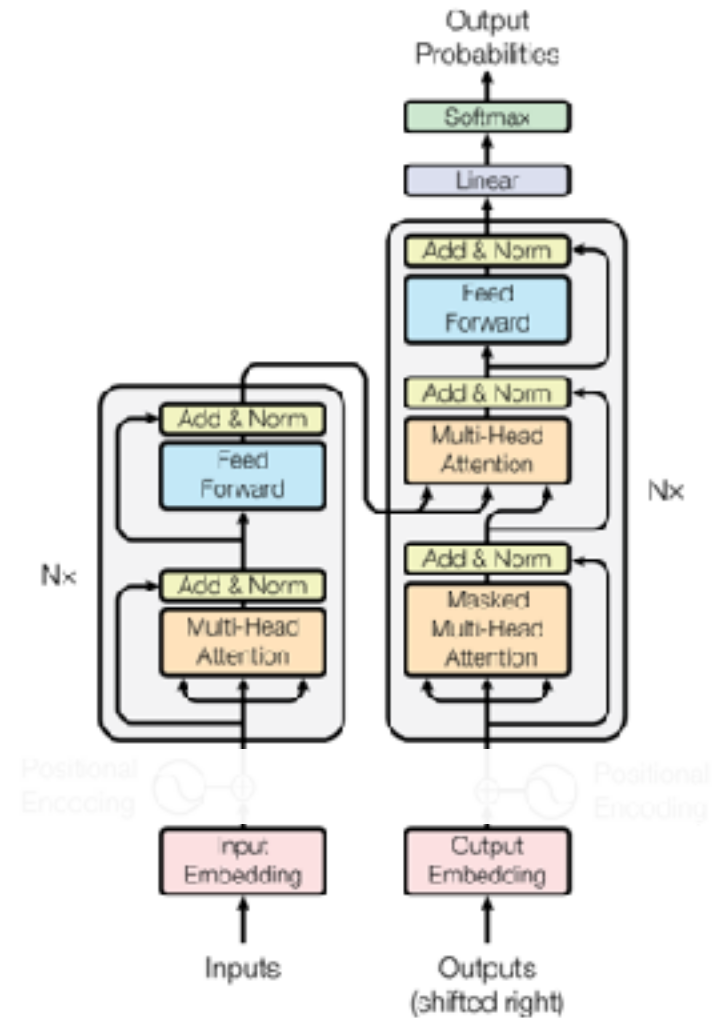 Output
Probabilities
Softmax
Linear
Add & Norm
Feed
Forward
Add & Norm
Multi-Head
Attention
Nx
Add & Norm
Masked
Multi-Head
Attention
Add & Norm
Feed
Forward
Nx
Add & Norm
Multi-Head
Attention
Positional
Encoding
Positional
Encoding
Input
Embedding
Output
Embedding
Inputs
Outputs
(shifted right)